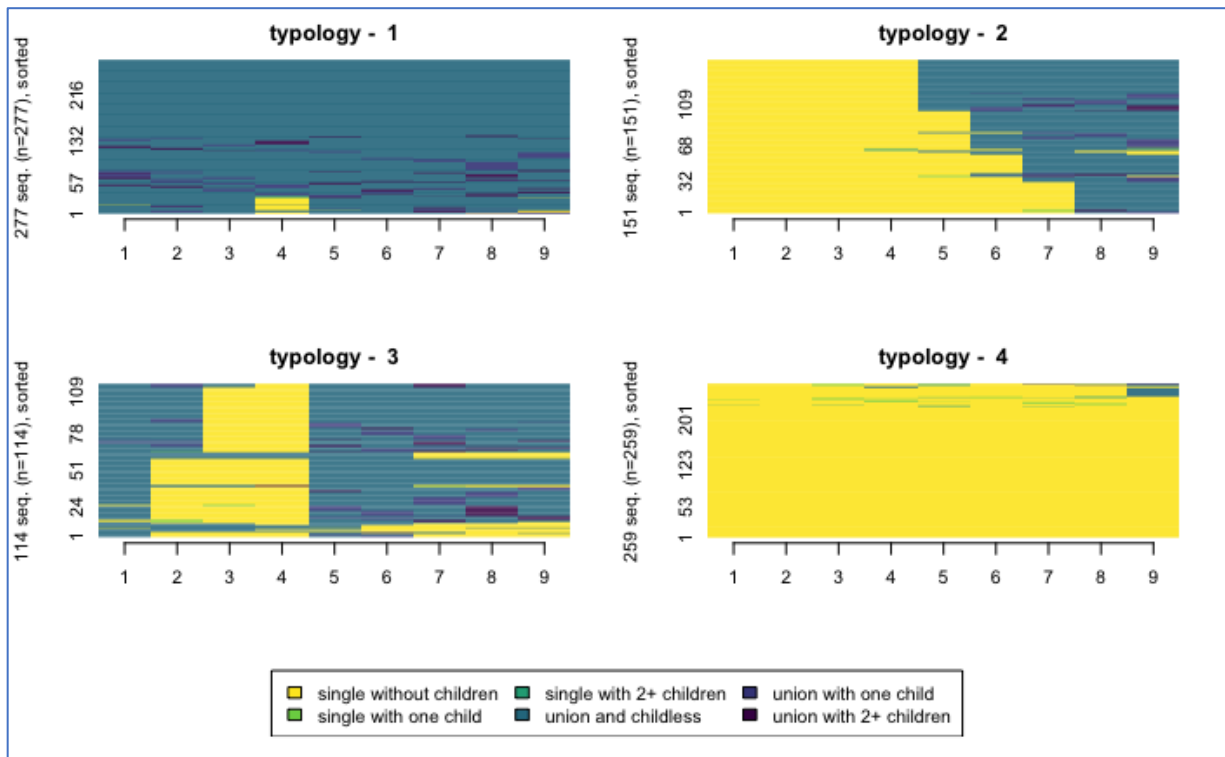 typology - 1
277 seq. (n=277), sorted
216
132
57
1
1 2 3 4 5 6 7 8 9
typology - 2
151 seq. (n=151), sorted
109
68
32
1
1 2 3 4 5 6 7 8 9
typology - 3
114 seq. (n=114), sorted
109
78
51
24
1
1 2 3 4 5 6 7 8 9
typology - 4
259 seq. (n=259), sorted
201
123
53
1
1 2 3 4 5 6 7 8 9
single without children single with 2+ children union with one child
single with one child union and childless union with 2+ children